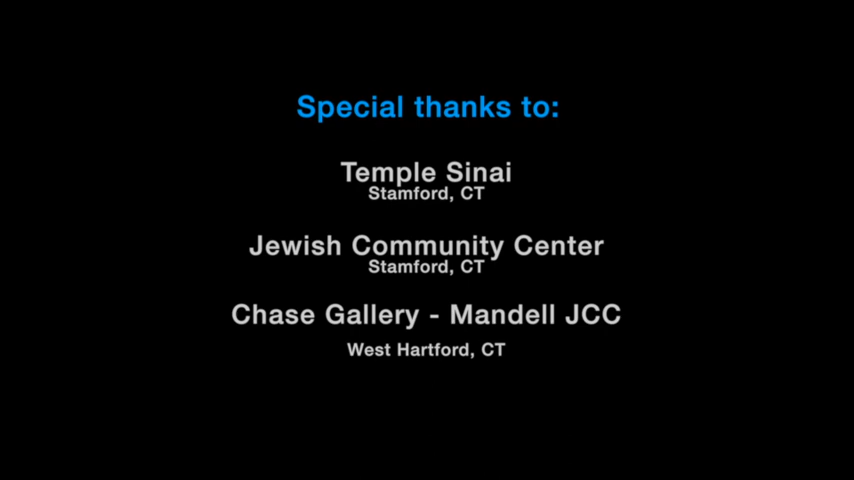 Special thanks to:
Temple Sinai
Stamford, CT
Jewish Community Center
Stamford, CT
Chase Gallery - Mandell JCC
West Hartford, CT